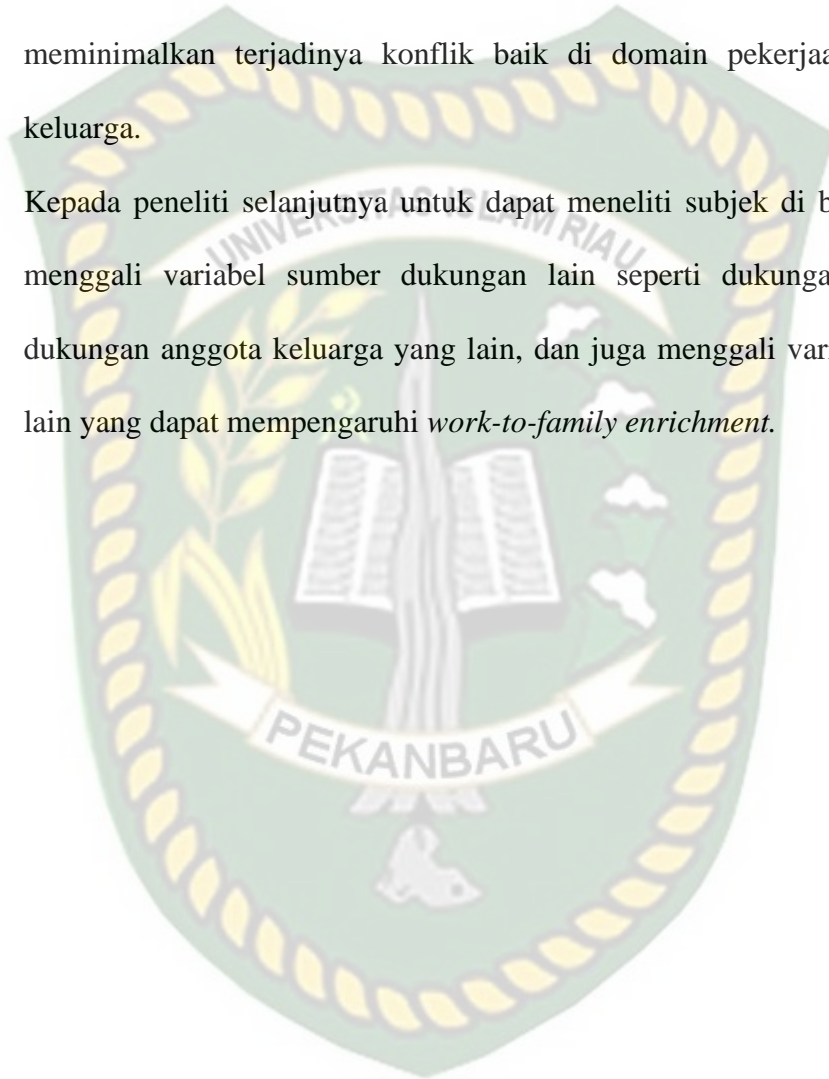 meminimalkan terjadinya konflik baik di domain pekerjaa
keluarga.
Kepada peneliti selanjutnya untuk dapat meneliti subjek di b
menggali variabel sumber dukungan lain seperti dukunga
dukungan anggota keluarga yang lain, dan juga menggali vari
lain yang dapat mempengaruhi work-to-family enrichment.
UNIVERSITAS ISLAM RIAU
PEKANBARU